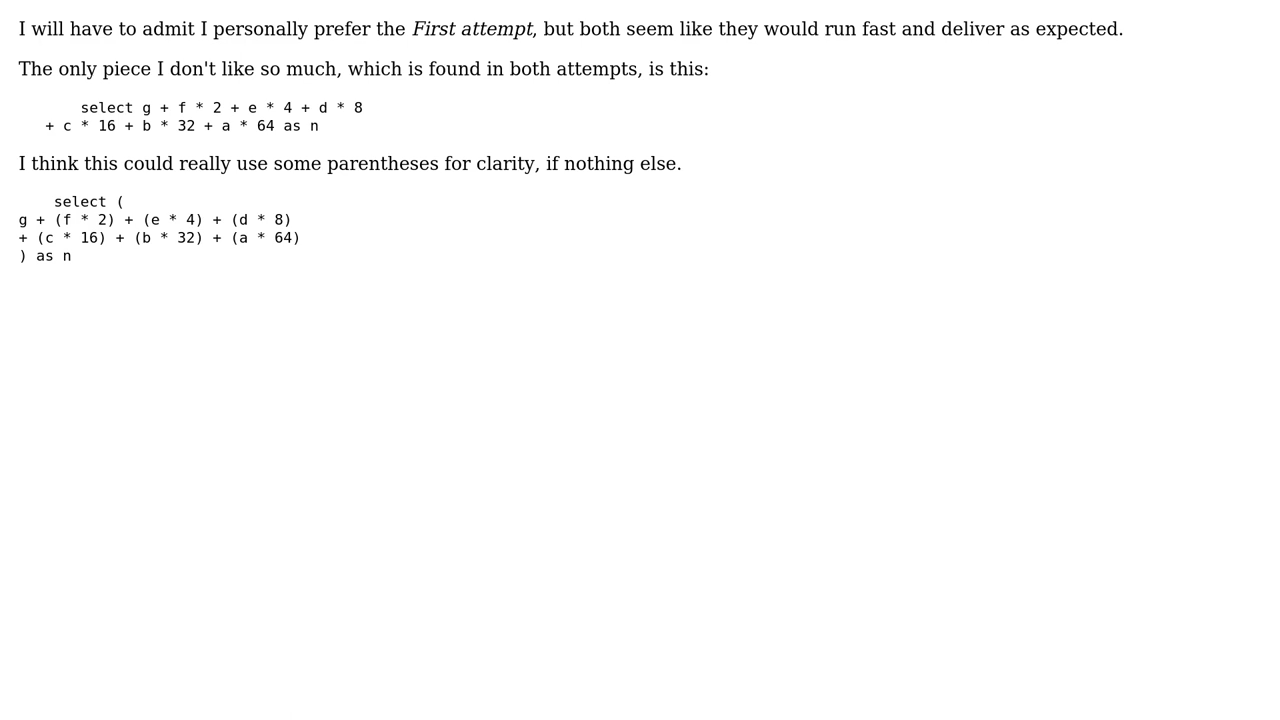 I will have to admit I personally prefer the First attempt, but both seem like they would run fast and deliver as expected.
The only piece I don't like so much, which is found in both attempts, is this:
       select g + f * 2 + e * 4 + d * 8
   + c * 16 + b * 32 + a * 64 as n
I think this could really use some parentheses for clarity, if nothing else.
    select (
g + (f * 2) + (e * 4) + (d * 8)
+ (c * 16) + (b * 32) + (a * 64)
) as n